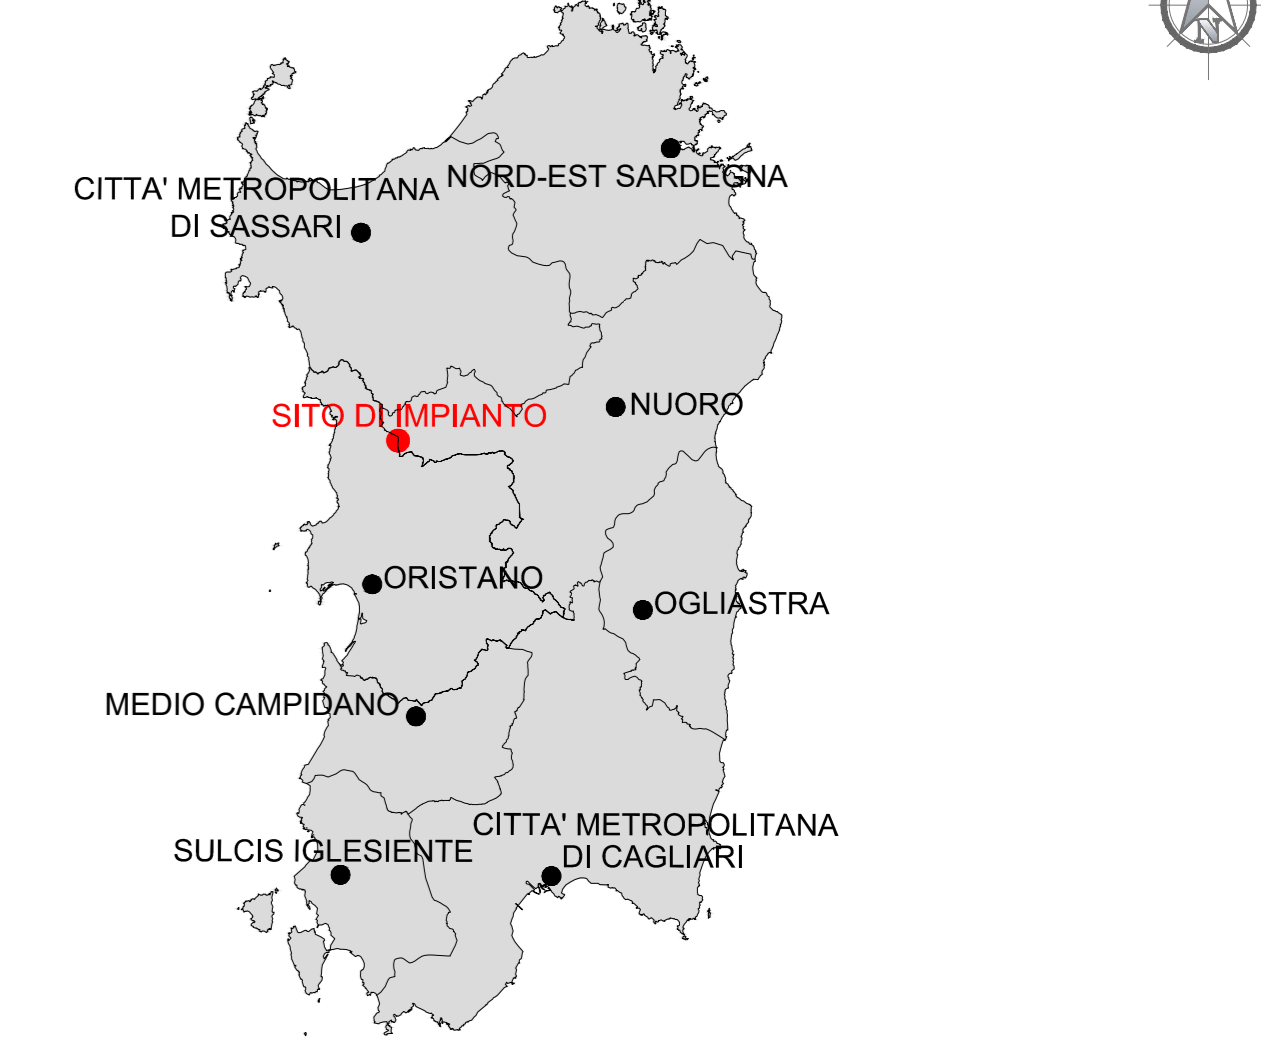 N
NORD-EST SARDEGNA
CITTA' METROPOLITANA
DI SASSARI
NUORO
SITO DI IMPIANTO
ORISTANO
OGLIASTRA
MEDIO CAMPIDANO
CITTA' METROPOLITANA
DI CAGLIARI
SULCIS IGLESIENTE